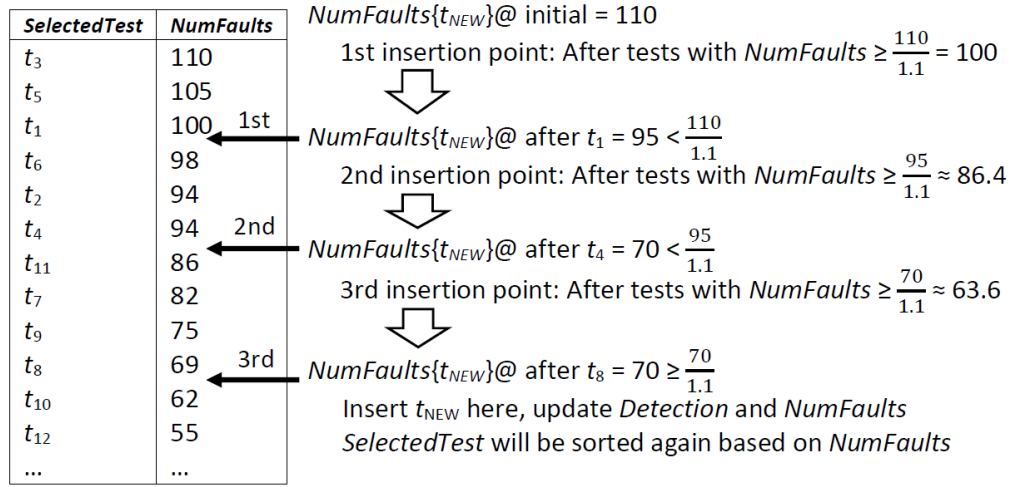 SelectedTest NumFaults
t3 110
t5 105
t1 100
t6 98
t2 94
t4 94
t11 86
t7 82
t9 75
t8 69
t10 62
t12 55
... ...
1st
2nd
3rd
NumFaults{tNEW}@ initial = 110
1st insertion point: After tests with NumFaults ≥ 110/1.1 = 100
NumFaults{tNEW}@ after t1 = 95 < 110/1.1
2nd insertion point: After tests with NumFaults ≥ 95/1.1 ≈ 86.4
NumFaults{tNEW}@ after t4 = 70 < 95/1.1
3rd insertion point: After tests with NumFaults ≥ 70/1.1 ≈ 63.6
NumFaults{tNEW}@ after t8 = 70 ≥ 70/1.1
Insert tNEW here, update Detection and NumFaults
SelectedTest will be sorted again based on NumFaults